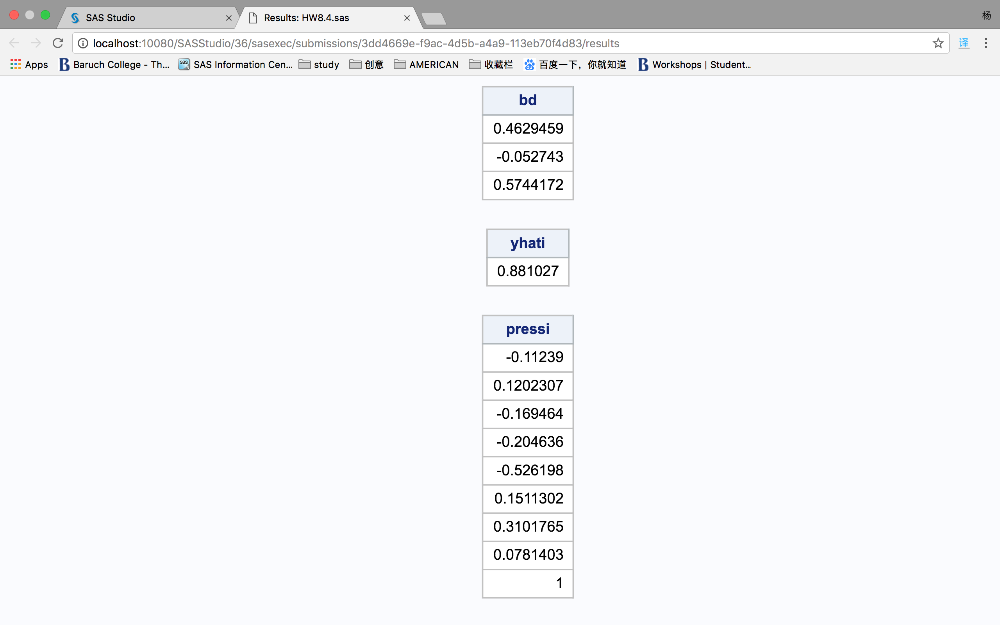 SAS Studio
Results: HW8.4.sas
杨
localhost:10080/SASStudio/36/sasexec/submissions/3dd4669e-f9ac-4d5b-a4a9-113eb70f4d83/results
译
Apps
Baruch College - Th...
sas
SAS Information Cen...
study
创意
AMERICAN
收藏栏
du
百度一下，你就知道
Workshops | Student...
bd
0.4629459
-0.052743
0.5744172
yhati
0.881027
pressi
-0.11239
0.1202307
-0.169464
-0.204636
-0.526198
0.1511302
0.3101765
0.0781403
1